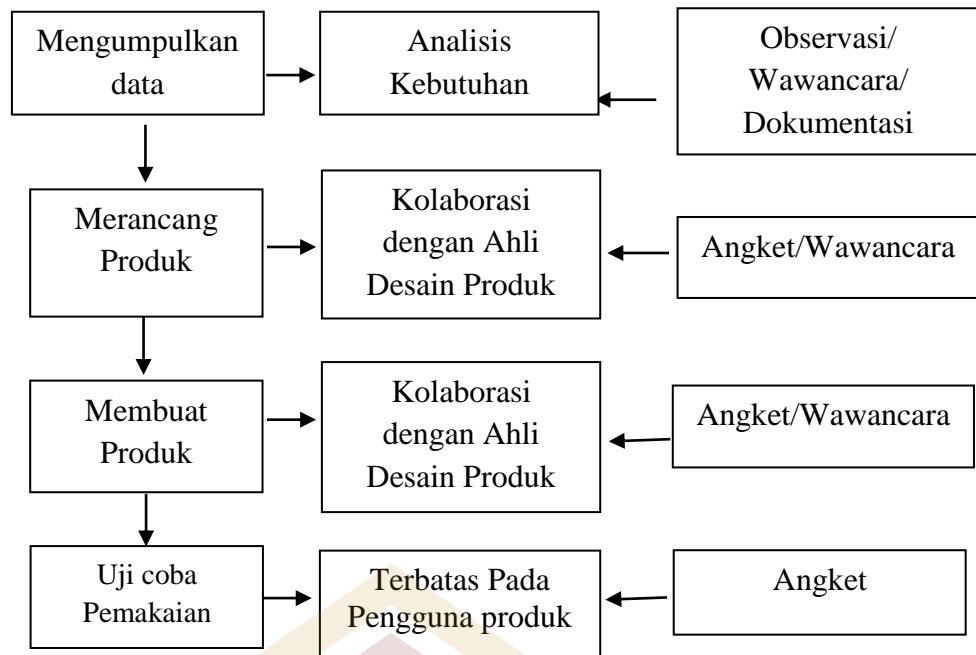 Mengumpulkan
data
Analisis
Kebutuhan
Observasi/
Wawancara/
Dokumentasi
Merancang
Produk
Kolaborasi
dengan Ahli
Desain Produk
Angket/Wawancara
Membuat
Produk
Kolaborasi
dengan Ahli
Desain Produk
Angket/Wawancara
Uji coba
Pemakaian
Terbatas Pada
Pengguna produk
Angket